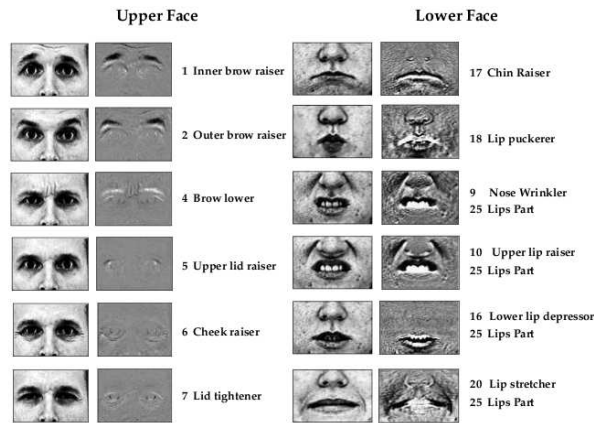 Upper Face
1 Inner brow raiser
2 Outer brow raiser
4 Brow lower
5 Upper lid raiser
6 Cheek raiser
7 Lid tightener
Lower Face
17 Chin Raiser
18 Lip puckerer
9 Nose Wrinkler
25 Lips Part
10 Upper lip raiser
25 Lips Part
16 Lower lip depressor
25 Lips Part
20 Lip stretcher
25 Lips Part